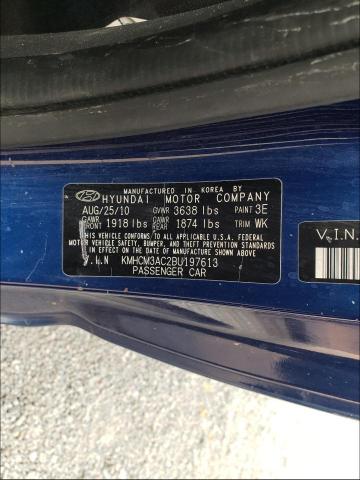 MANUFACTURED IN KOREA BY
HYUNDAI MOTOR COMPANY
AUG/25/10 GVWR 3638 lbs PAINT 3E
GAWR FRONT 1918 lbs GAWR REAR 1874 lbs TRIM WK
THIS VEHICLE CONFORMS TO ALL APPLICABLE U.S.A. FEDERAL
MOTOR VEHICLE SAFETY, BUMPER, AND THEFT PREVENTION
STANDARDS IN EFFECT ON THE DATE OF MANUFACTURE SHOWN ABOVE
V.I.N KMHCM3AC2BU197613
PASSENGER CAR
V.I.N.